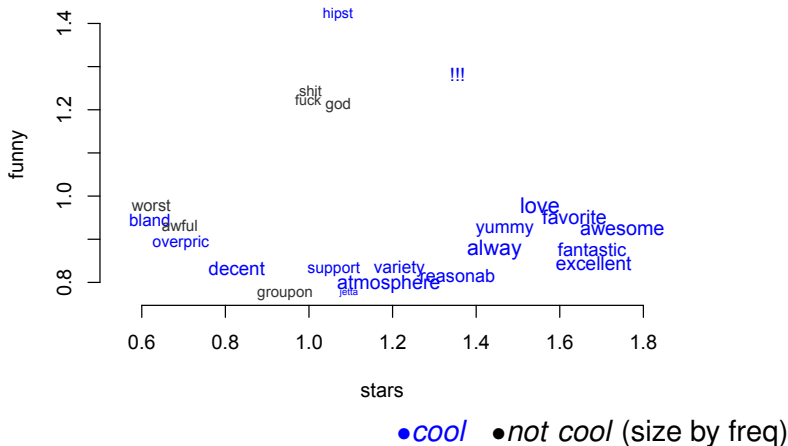 hipst
1.4
!!!
shit
fuck god
1.2
funny
1.0
worst
love
bland
favorite
awful
yummy
awesome
overpric
alway
fantastic
decent
support
variety
excellent
reasonab
0.8
atmosphere
groupon
jetta
0.6 0.8 1.0 1.2 1.4 1.6 1.8
stars
•cool •not cool (size by freq)